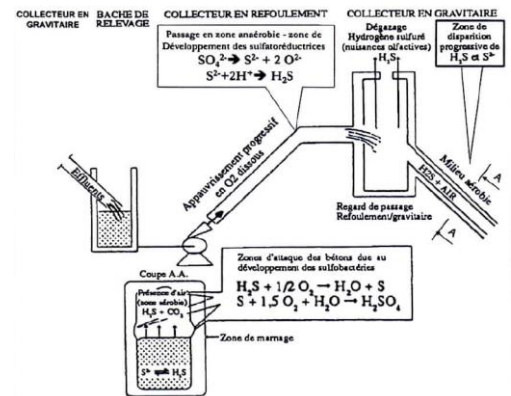 COLLECTEUR EN
GRAVITAIRE
BACHE DE
RELEVAGE
COLLECTEUR EN REFOULEMENT
COLLECTEUR EN GRAVITAIRE
Passage en zone anaérobie - zone de
Développement des sulfatoréductrices
SO₄²⁻→ S²⁻ + 2 O²⁻
S²⁻+2H⁺→ H₂S
Dégazage
Hydrogène sulfuré
(nuisances olfactives)
H₂S
Zone de
disparition
progressive de
H₂S et S²⁻
Effluents
Appauvrissement progressif
en O2 dissous
H2S + AIR
Milieu aérobie
A
A
Regard de passage
Refoulement/gravitaire
Coupe A.A.
Présence d'air
(zone aérobie)
H₂S + CO₂
S²⁻ ⇌ H₂S
Zone de marnage
Zones d'attaque des bétons due au
développement des sulfobactéries
H₂S + 1/2 O₂ → H₂O + S
S + 1,5 O₂ + H₂O → H₂SO₄